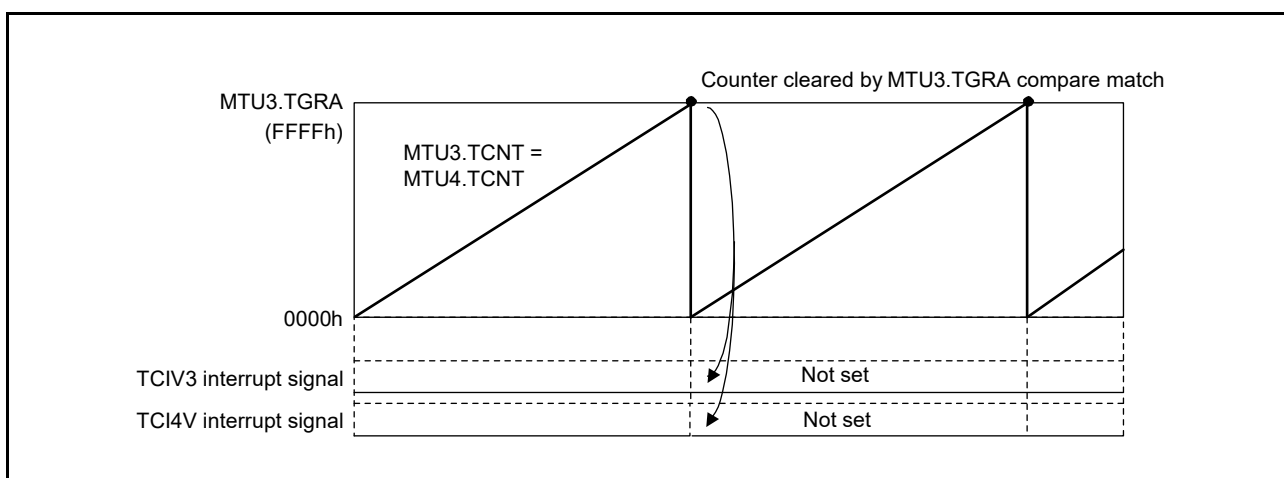 Counter cleared by MTU3.TGRA compare match
MTU3.TGRA
(FFFFh)
MTU3.TCNT =
MTU4.TCNT
0000h
TCIV3 interrupt signal
Not set
TCI4V interrupt signal
Not set